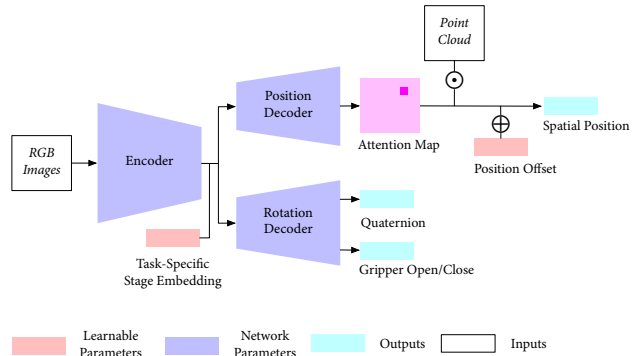 Point
Cloud
RGB
Images
Encoder
Position
Decoder
Attention Map
Spatial Position
Position Offset
Rotation
Decoder
Quaternion
Gripper Open/Close
Task-Specific
Stage Embedding
Learnable
Parameters
Network
Parameters
Outputs
Inputs